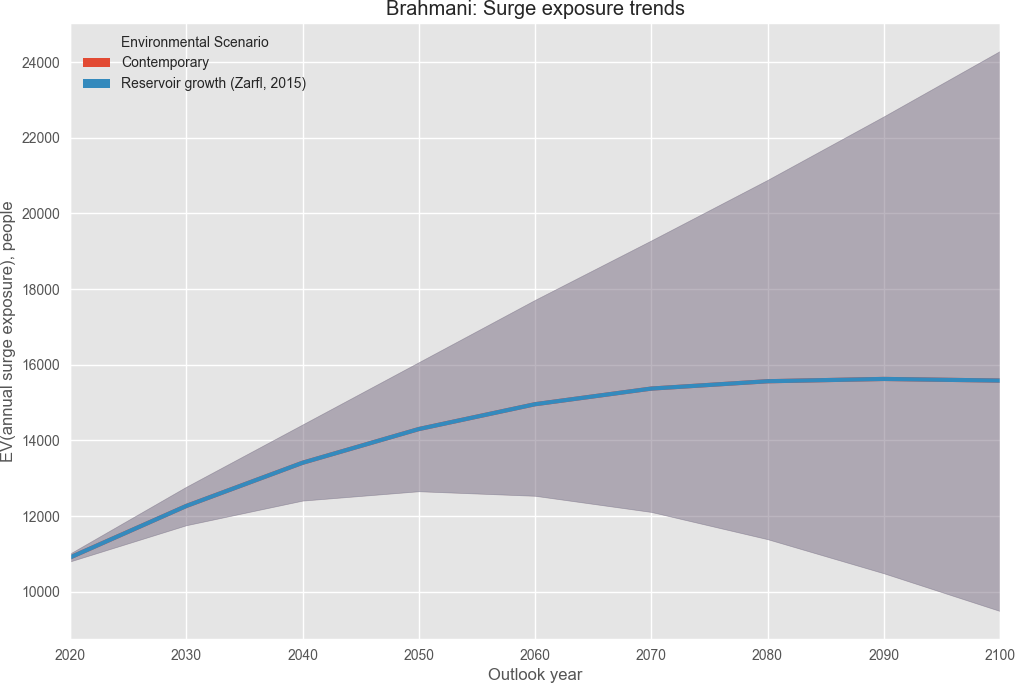 Brahmani: Surge exposure trends
Environmental Scenario
Contemporary
Reservoir growth (Zarfl, 2015)
EV(annual surge exposure), people
24000
22000
20000
18000
16000
14000
12000
10000
2020 2030 2040 2050 2060 2070 2080 2090 2100
Outlook year